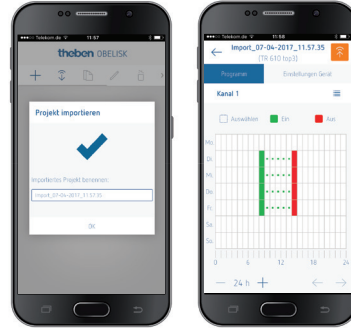 Telekom.de
11:57
theben OBELISK
Projekt importieren
Importiertes Projekt benennen:
Import_07-04-2017_11.57.35
OK
Telekom.de
11:58
Import_07-04-2017_11.57.35
(TR 610 top3)
Programm
Einstellungen Gerät
Kanal 1
Auswählen
Ein
Aus
Mo
Di
Mi
Do
Fr
Sa
So
0 6 12 18 24
24 h